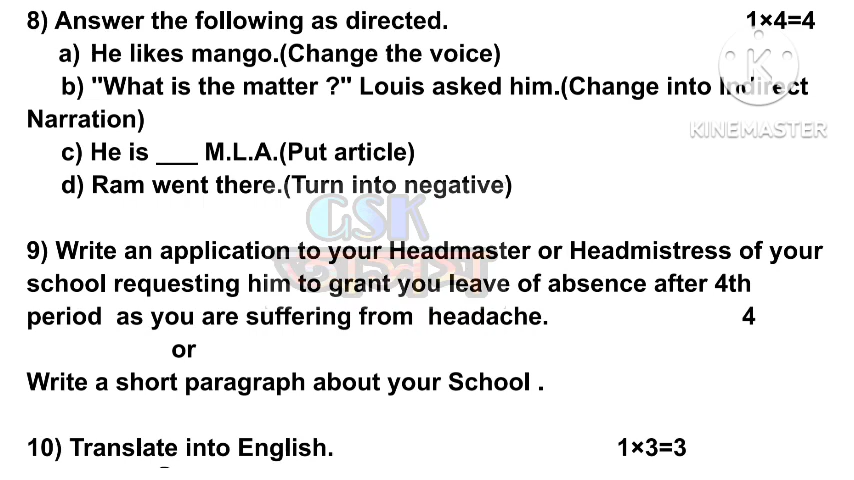 8) Answer the following as directed. 1×4=4
a) He likes mango.(Change the voice)
b) "What is the matter ?" Louis asked him.(Change into Indirect
Narration)
KINEMASTER
c) He is ___ M.L.A.(Put article)
d) Ram went there.(Turn into negative)
GSK
9) Write an application to your Headmaster or Headmistress of your
school requesting him to grant you leave of absence after 4th
period as you are suffering from headache. 4
or
Write a short paragraph about your School .
10) Translate into English. 1×3=3